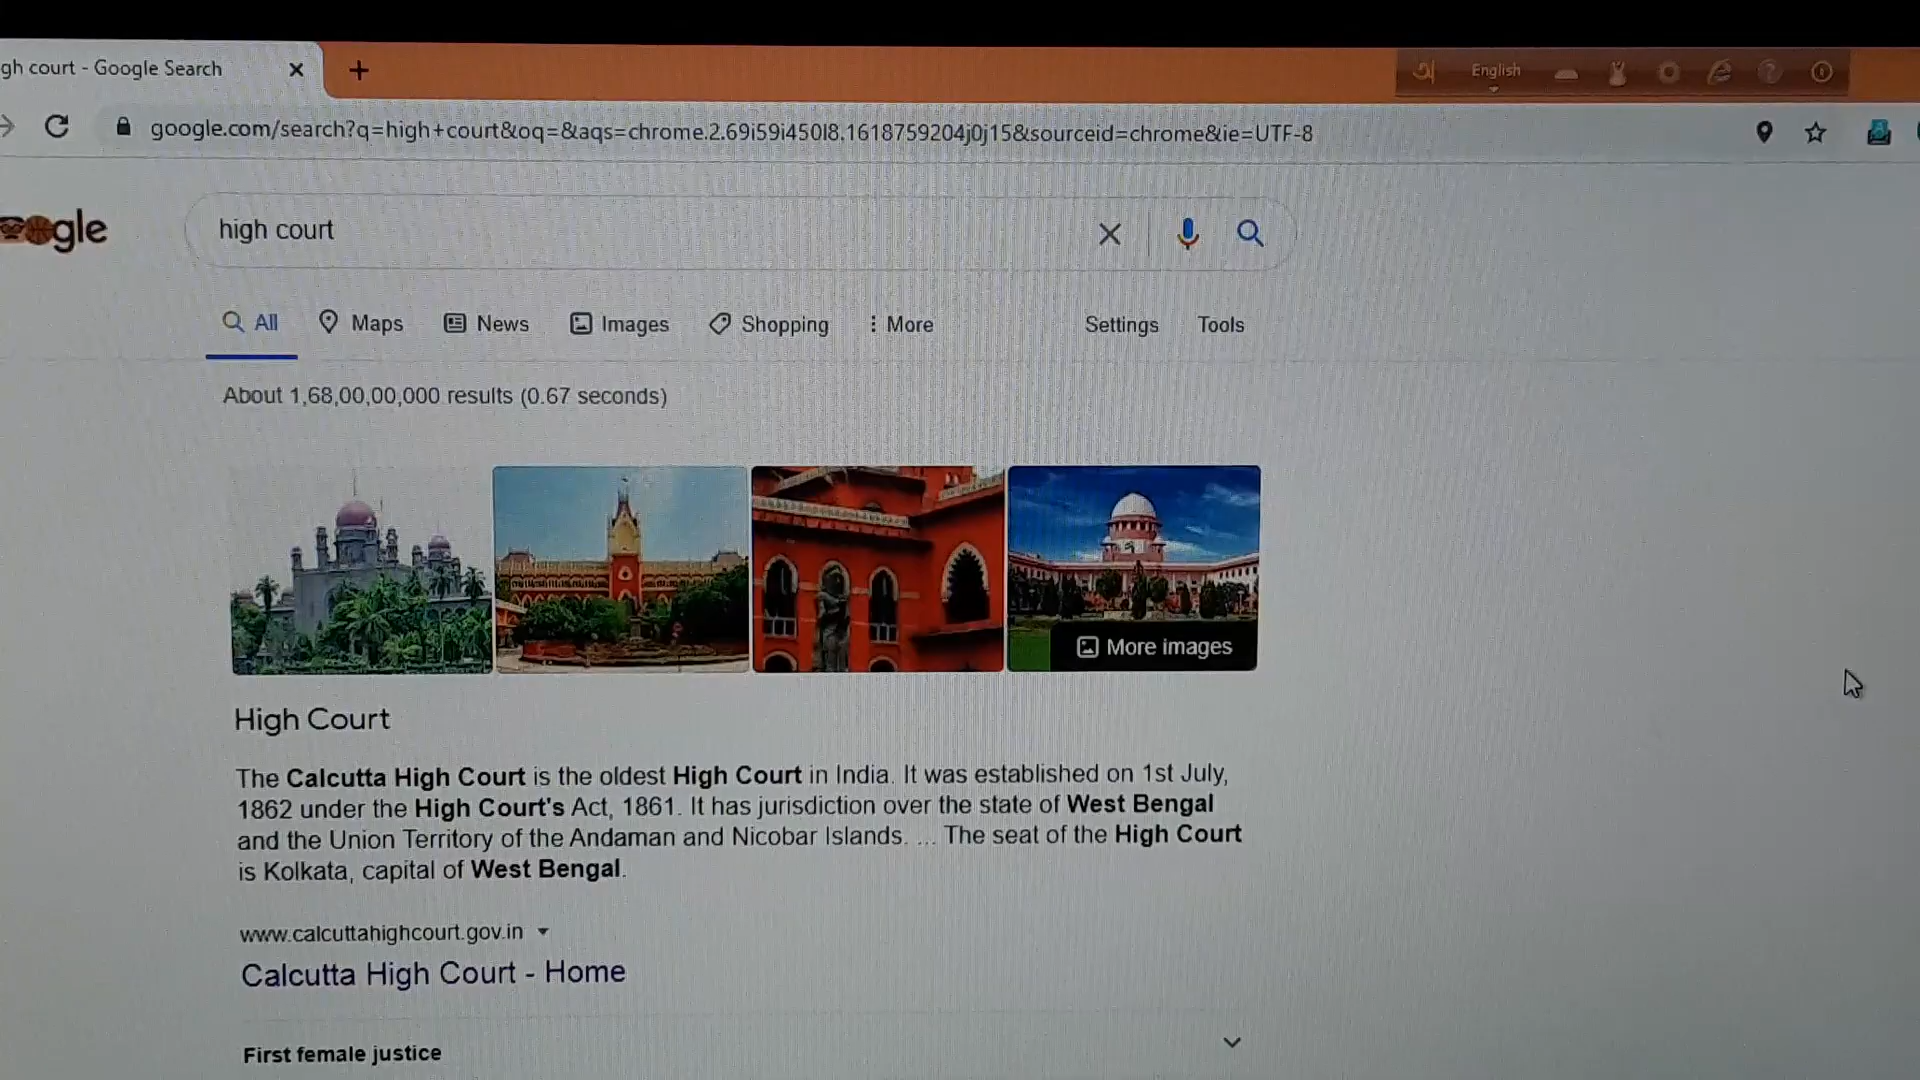 gh court - Google Search
অ English
google.com/search?q=high+court&oq=&aqs=chrome.2.69i59i450l8.1618759204j0j15&sourceid=chrome&ie=UTF-8
gle
high court
All Maps News Images Shopping More Settings Tools
About 1,68,00,00,000 results (0.67 seconds)
More images
High Court
The Calcutta High Court is the oldest High Court in India. It was established on 1st July,
1862 under the High Court's Act, 1861. It has jurisdiction over the state of West Bengal
and the Union Territory of the Andaman and Nicobar Islands. ... The seat of the High Court
is Kolkata, capital of West Bengal.
www.calcuttahighcourt.gov.in
Calcutta High Court - Home
First female justice